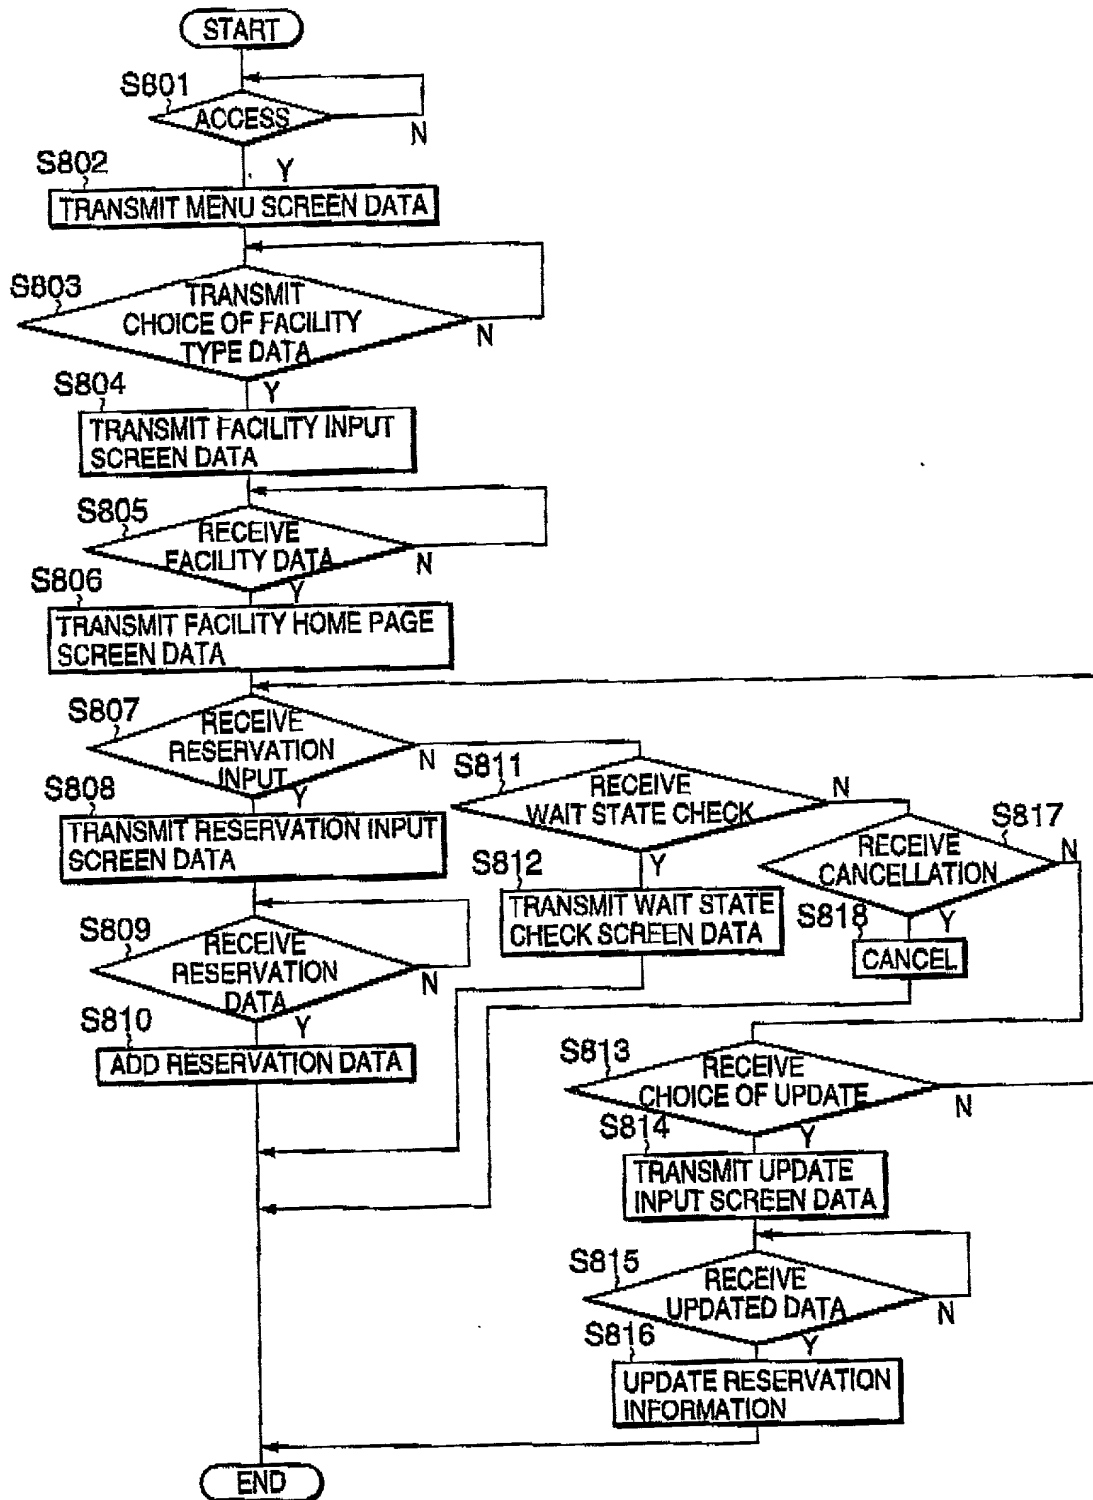 START
S801
ACCESS
N
Y
S802
TRANSMIT MENU SCREEN DATA
S803
TRANSMIT
CHOICE OF FACILITY
TYPE DATA
N
Y
S804
TRANSMIT FACILITY INPUT
SCREEN DATA
S805
RECEIVE
FACILITY DATA
N
Y
S806
TRANSMIT FACILITY HOME PAGE
SCREEN DATA
S807
RECEIVE
RESERVATION
INPUT
N
Y
S808
TRANSMIT RESERVATION INPUT
SCREEN DATA
S809
RECEIVE
RESERVATION
DATA
N
Y
S810
ADD RESERVATION DATA
S811
RECEIVE
WAIT STATE CHECK
N
Y
S812
TRANSMIT WAIT STATE
CHECK SCREEN DATA
S817
RECEIVE
CANCELLATION
N
Y
S818
CANCEL
S813
RECEIVE
CHOICE OF UPDATE
N
Y
S814
TRANSMIT UPDATE
INPUT SCREEN DATA
S815
RECEIVE
UPDATED DATA
N
Y
S816
UPDATE RESERVATION
INFORMATION
END